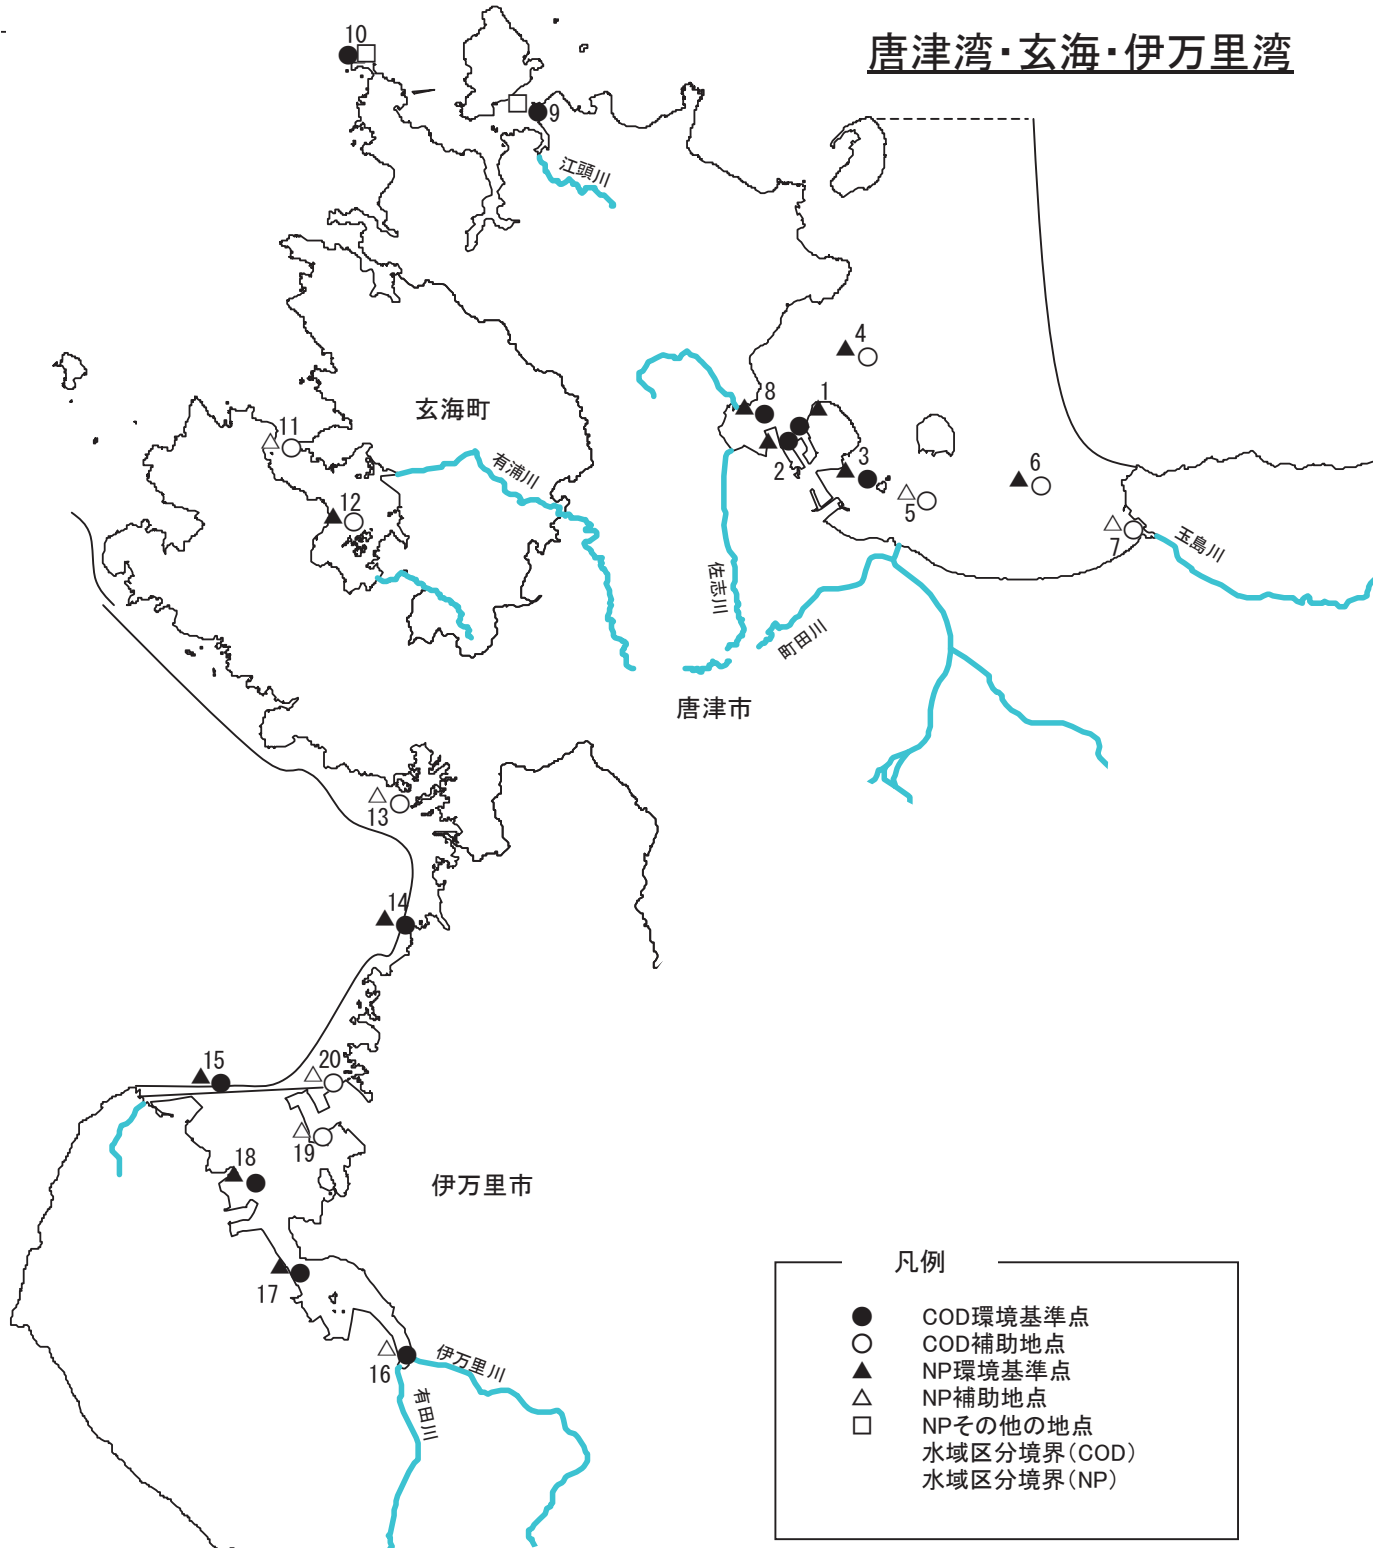 唐津湾・玄海・伊万里湾
10
9
江頭川
4
8
1
玄海町
11
有浦川
2
3
6
12
5
7
玉島川
佐志川
町田川
唐津市
13
14
15
20
19
18
伊万里市
17
16
伊万里川
有田川
凡例
COD環境基準点
COD補助地点
NP環境基準点
NP補助地点
NPその他の地点
水域区分境界(COD)
水域区分境界(NP)